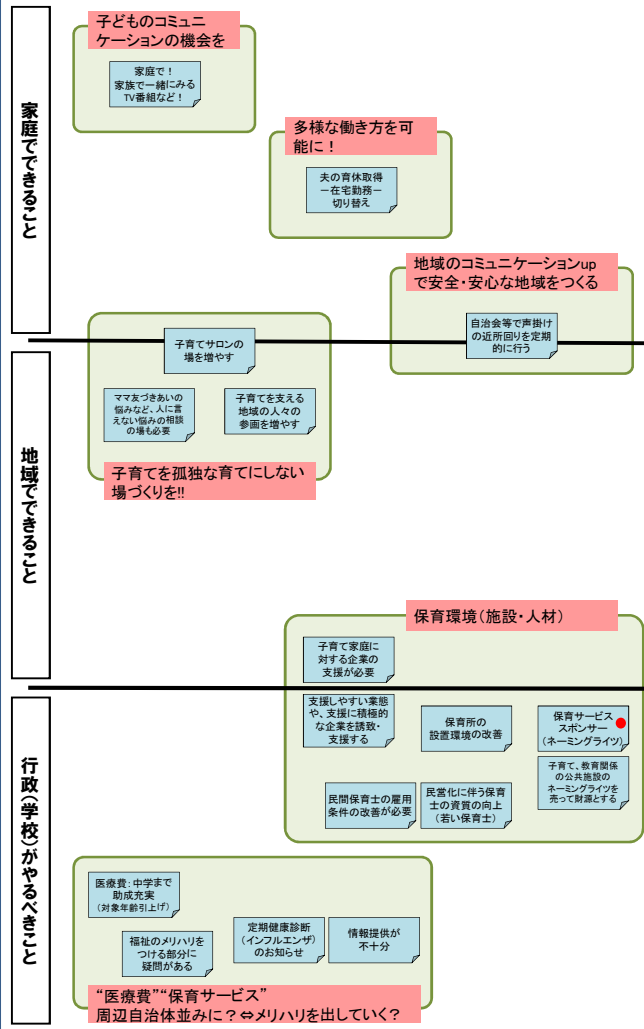 家庭でできること
子どものコミュニ
ケーションの機会を
家庭で！
家族で一緒にみる
TV番組など！
多様な働き方を可
能に！
夫の育休取得
－在宅勤務－
切り替え
地域のコミュニケーションup
で安全・安心な地域をつくる
自治会等で声掛け
の近所回りを定期
的に行う
地域でできること
子育てサロンの
場を増やす
ママ友づきあいの
悩みなど、人に言
えない悩みの相談
の場も必要
子育てを支える
地域の人々の
参画を増やす
子育てを孤独な育てにしない
場づくりを!!
保育環境（施設・人材）
子育て家庭に
対する企業の
支援が必要
行政（学校）がやるべきこと
支援しやすい業態
や、支援に積極的
な企業を誘致・
支援する
保育所の
設置環境の改善
保育サービス
スポンサー
（ネーミングライツ）
子育て、教育関係
の公共施設の
ネーミングライツを
売って財源とする
民間保育士の雇用
条件の改善が必要
民営化に伴う保育
士の資質の向上
（若い保育士）
医療費：中学まで
助成充実
（対象年齢引上げ）
福祉のメリハリを
つける部分に
疑問がある
定期健康診断
（インフルエンザ）
のお知らせ
情報提供が
不十分
“医療費”“保育サービス”
周辺自治体並みに？⇔メリハリを出していく？